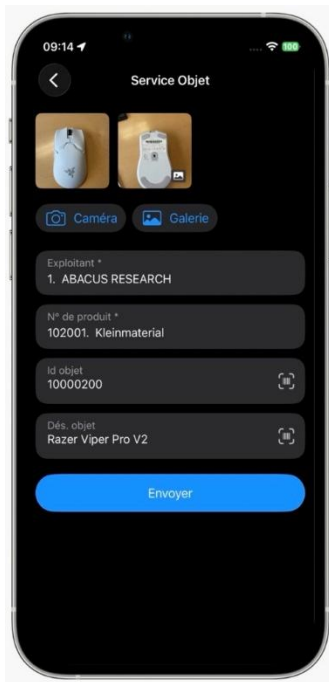 09:14
100
Service Objet
Caméra
Galerie
Exploitant *
1. ABACUS RESEARCH
N° de produit *
102001. Kleinmaterial
Id objet
10000200
Dés. objet
Razer Viper Pro V2
Envoyer